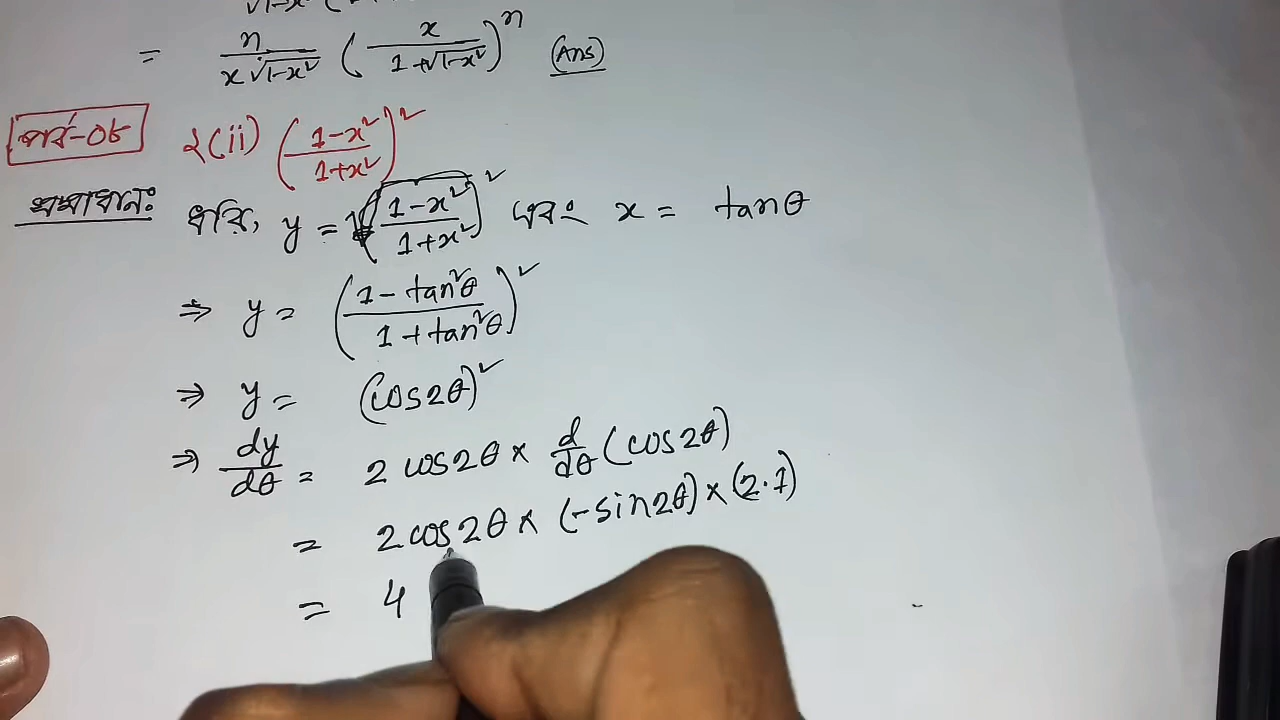 = n / (x√1-x²) (x / (1+√1-x²))ⁿ (Ans)
পর্ব-০৮ ২(ii) ((1-x²) / (1+x²))²
সমাধান: ধরি, y = ((1-x²) / (1+x²))² এবং x = tanθ
⇒ y = ((1 - tan²θ) / (1 + tan²θ))²
⇒ y = (cos2θ)²
⇒ dy/dθ = 2 cos2θ × d/dθ (cos2θ)
= 2cos2θ × (-sin2θ) × (2·1)
= 4